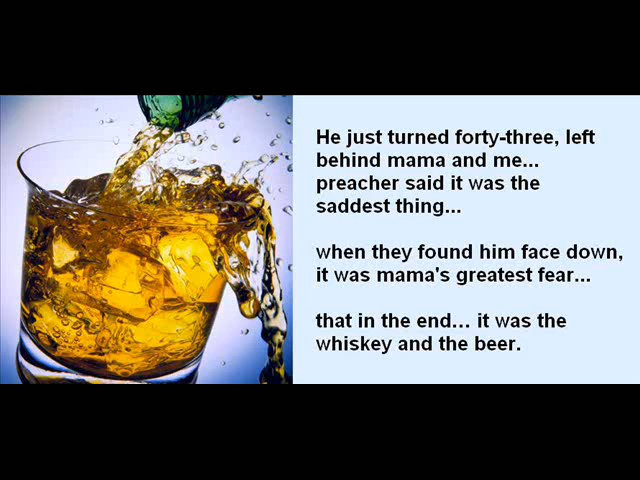 He just turned forty-three, left
behind mama and me...
preacher said it was the
saddest thing...
when they found him face down,
it was mama's greatest fear...
that in the end... it was the
whiskey and the beer.